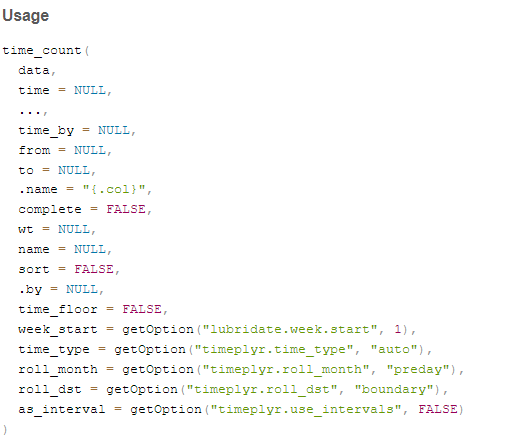 Usage
time_count(
  data,
  time = NULL,
  ...,
  time_by = NULL,
  from = NULL,
  to = NULL,
  .name = "{.col}",
  complete = FALSE,
  wt = NULL,
  name = NULL,
  sort = FALSE,
  .by = NULL,
  time_floor = FALSE,
  week_start = getOption("lubridate.week.start", 1),
  time_type = getOption("timeplyr.time_type", "auto"),
  roll_month = getOption("timeplyr.roll_month", "preday"),
  roll_dst = getOption("timeplyr.roll_dst", "boundary"),
  as_interval = getOption("timeplyr.use_intervals", FALSE)
)